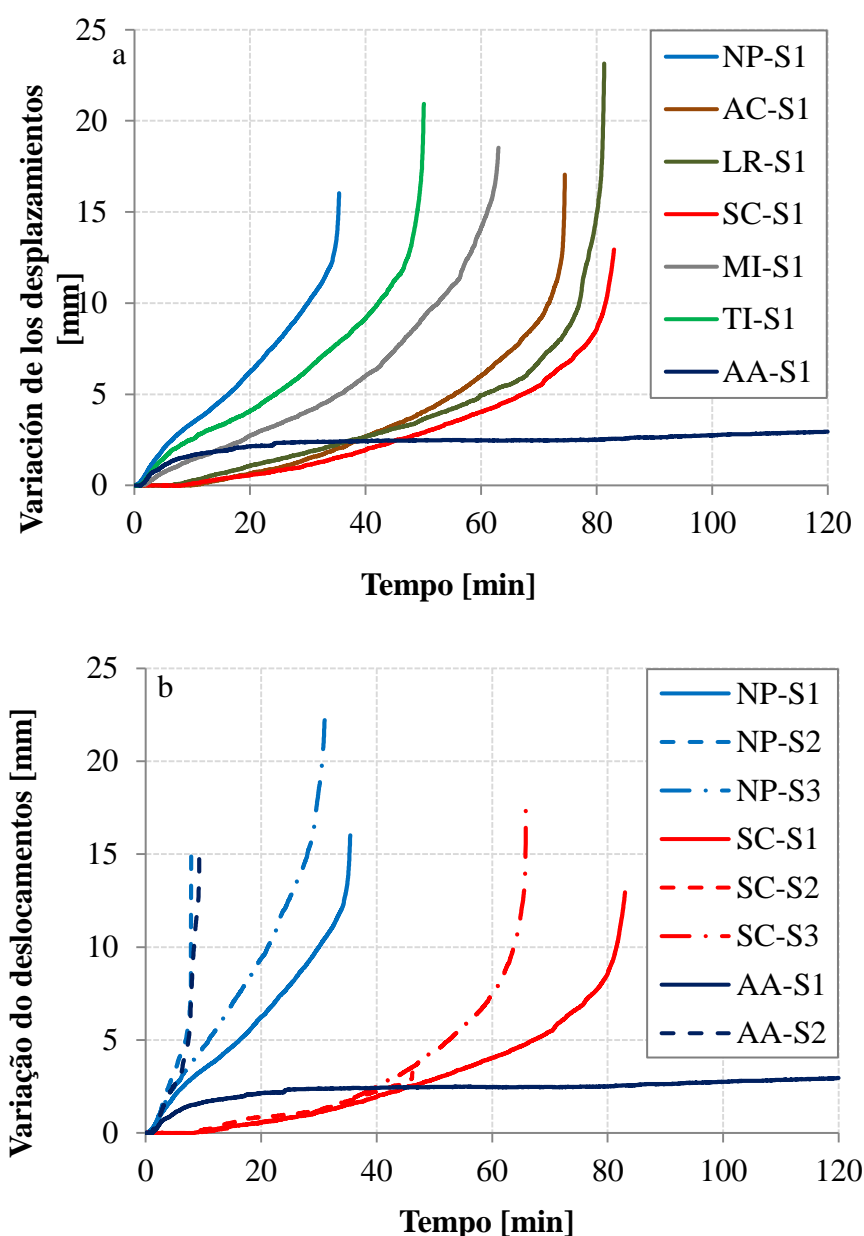 25
20
15
10
5
0
a
NP-S1
AC-S1
LR-S1
SC-S1
MI-S1
TI-S1
AA-S1
Variación de los desplazamientos
[mm]
0 20 40 60 80 100 120
Tempo [min]
25
20
15
10
5
0
b
NP-S1
NP-S2
NP-S3
SC-S1
SC-S2
SC-S3
AA-S1
AA-S2
Variação do deslocamentos [mm]
0 20 40 60 80 100 120
Tempo [min]